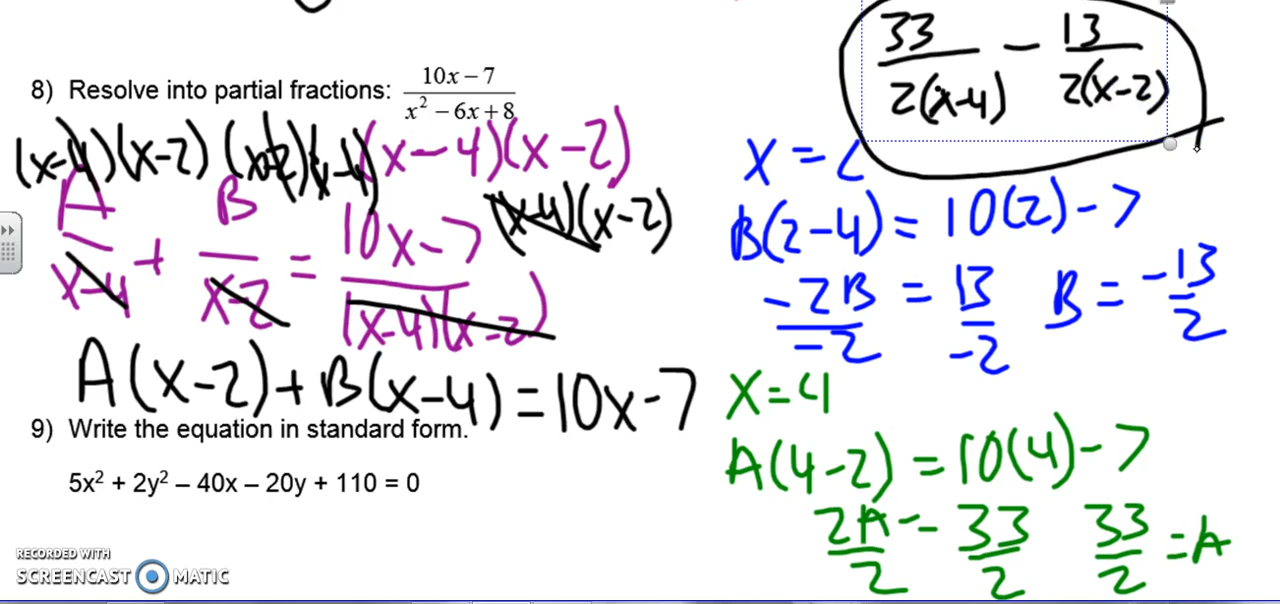 8) Resolve into partial fractions: (10x – 7)/(x² – 6x + 8)
(x-4)(x-2) (x-2)(x-4) (x-4)(x-2)
A/(x-4) + B/(x-2) = (10x-7)/((x-4)(x-2)) (x-4)(x-2)
A(x-2)+B(x-4)=10x-7
9) Write the equation in standard form.
5x² + 2y² – 40x – 20y + 110 = 0
33/(2(x-4)) - 13/(2(x-2))
x=2
B(2-4)=10(2)-7
-2B/-2 = 13/-2 B = -13/2
x=4
A(4-2)=10(4)-7
2A/2 = 33/2 33/2 = A
RECORDED WITH
SCREENCAST MATIC